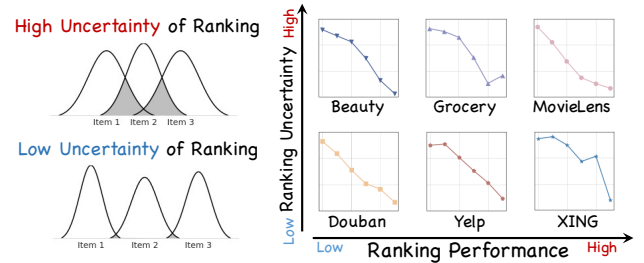 High Uncertainty of Ranking
Item 1 Item 2 Item 3
Low Uncertainty of Ranking
Item 1 Item 2 Item 3
Low Ranking Uncertainty High
Beauty Grocery MovieLens
Douban Yelp XING
Low Ranking Performance High